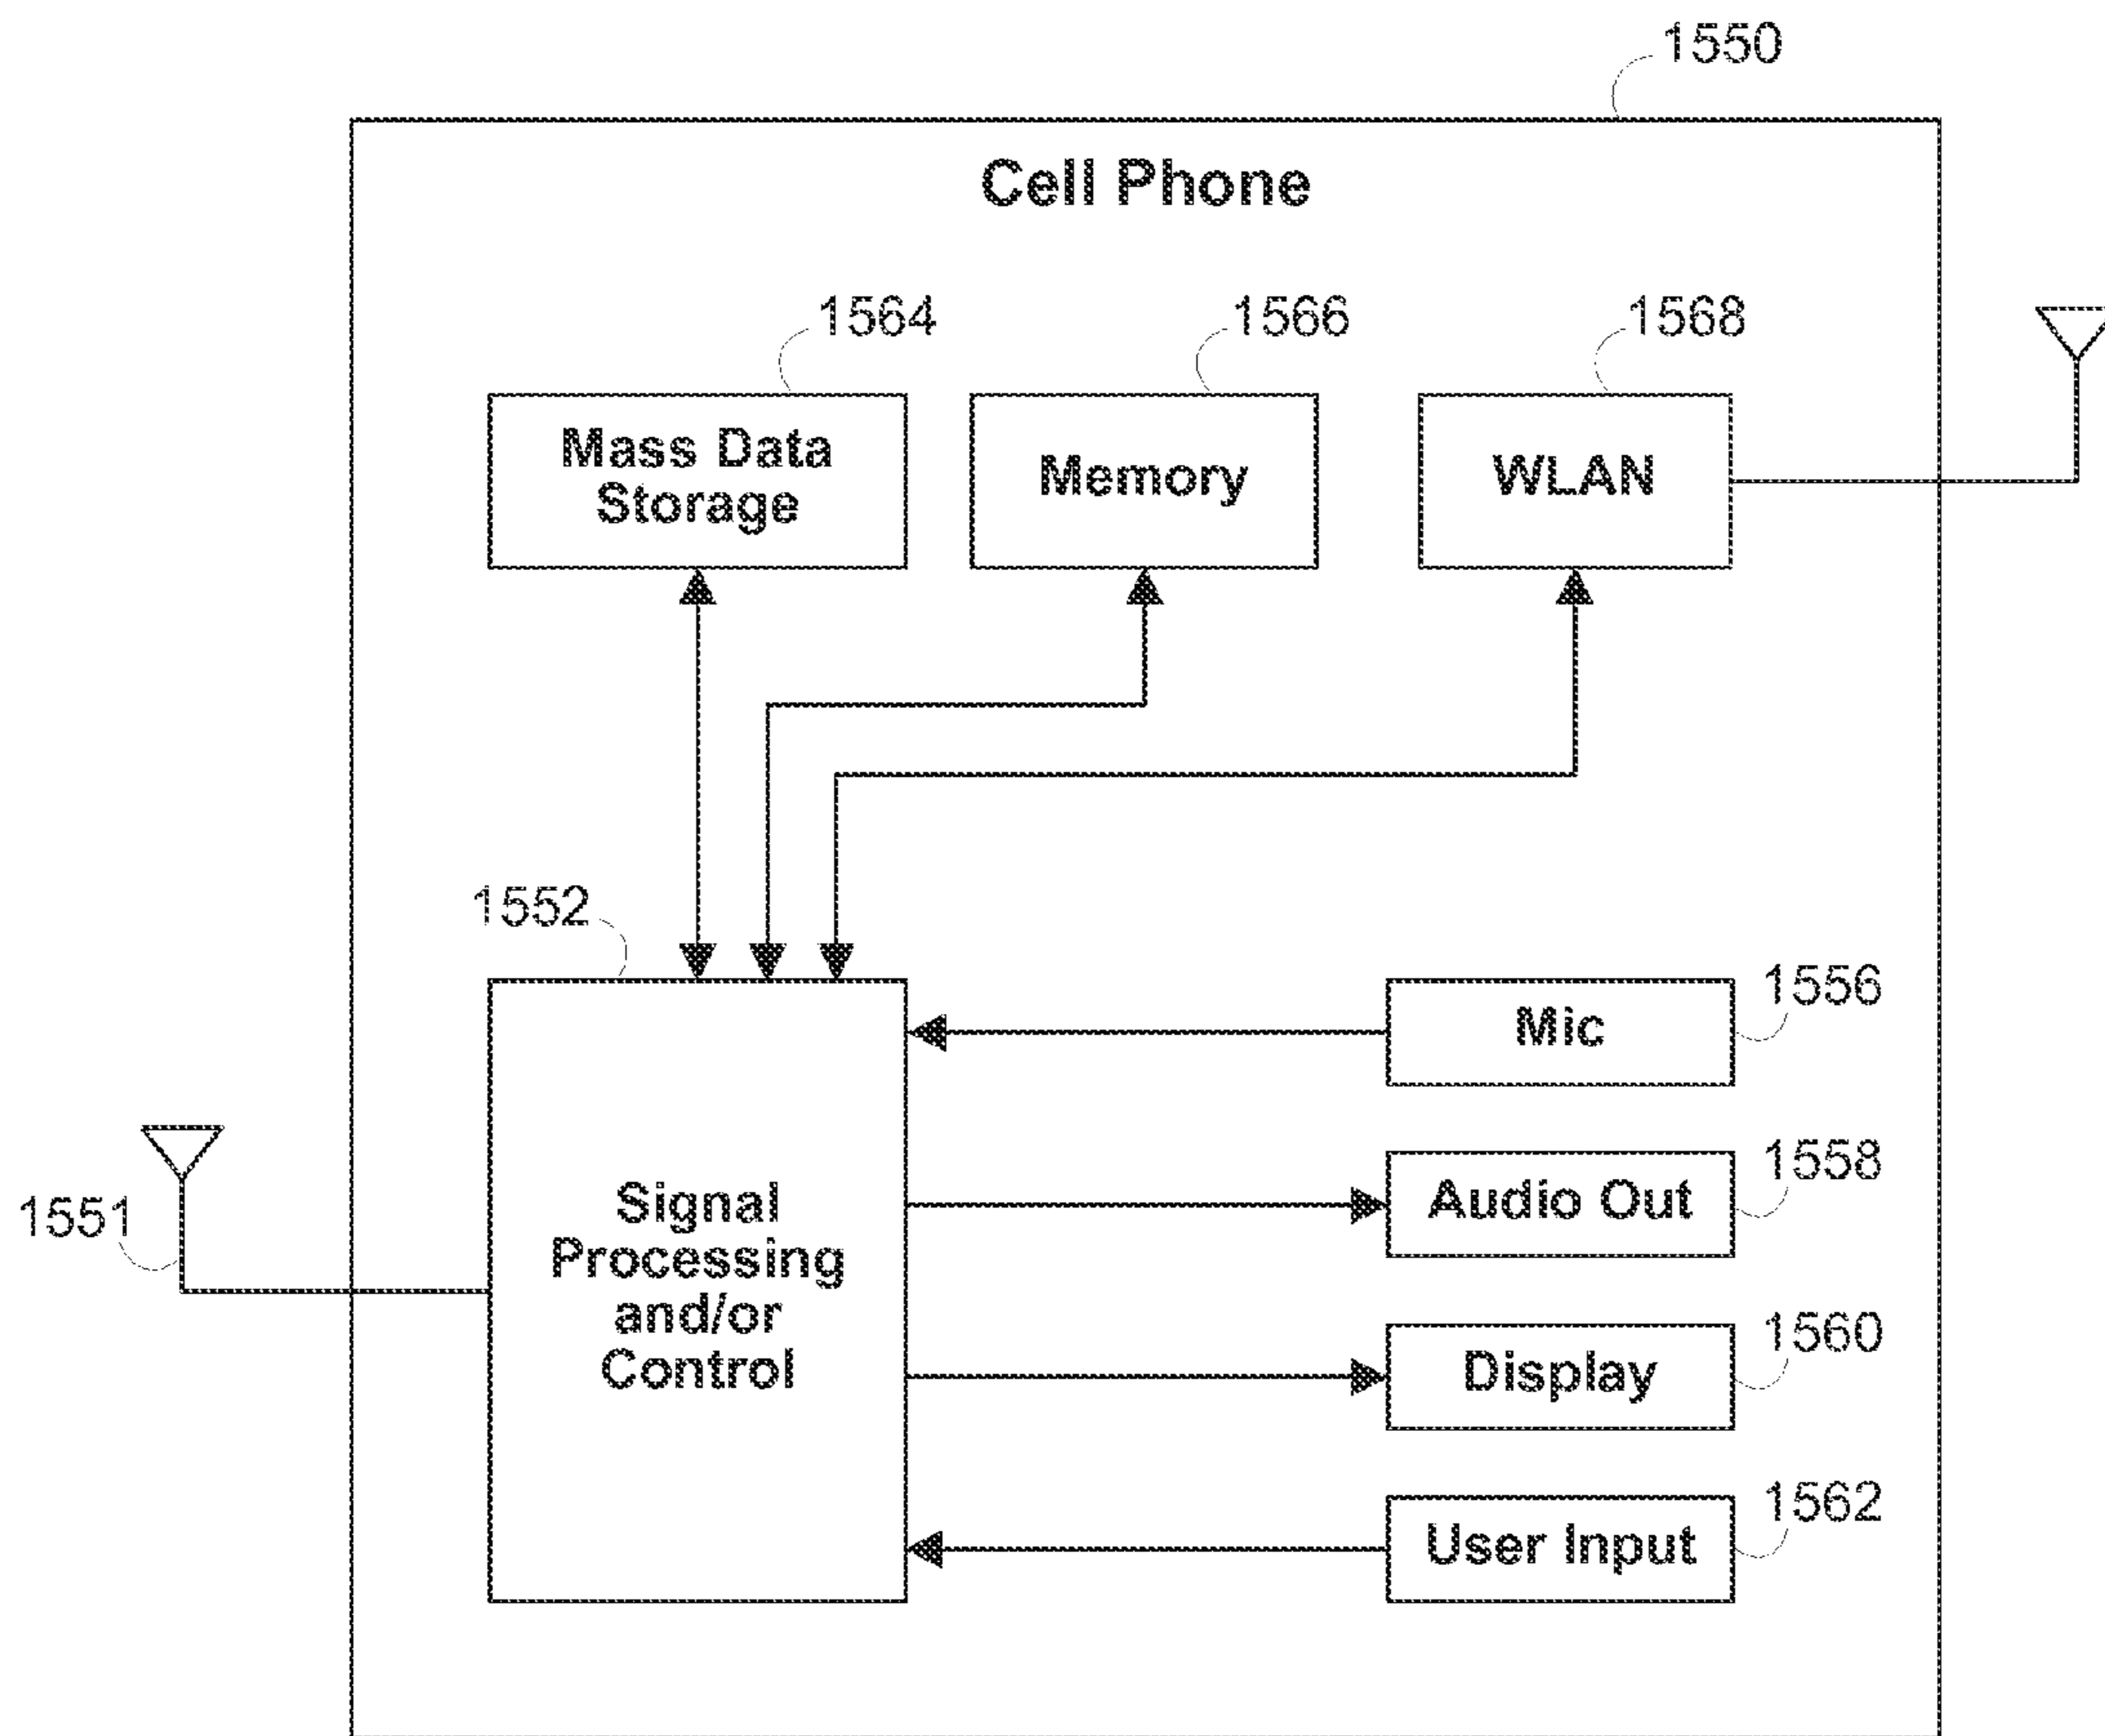 1550
Cell Phone
1564
1566
1568
Mass Data
Storage
Memory
WLAN
1552
1556
Mic
1551
Signal
Processing
and/or
Control
1558
Audio Out
1560
Display
1562
User Input